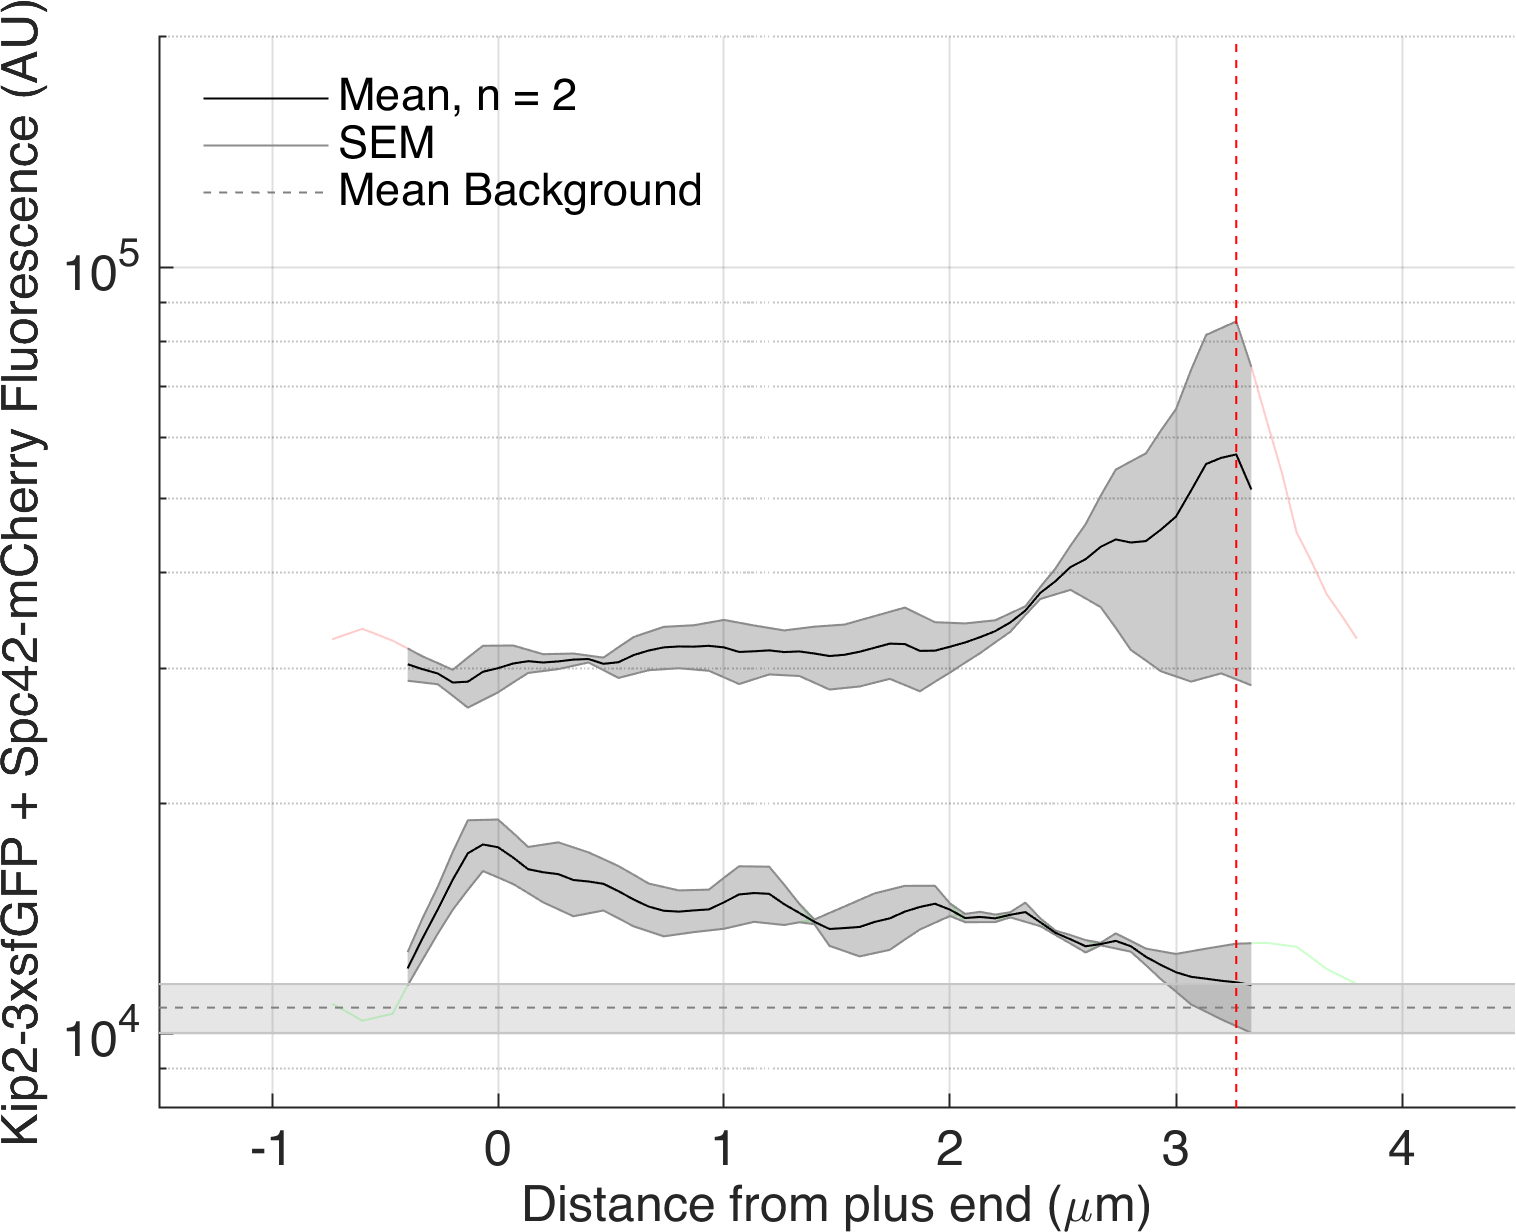 Kip2-3xsfGFP + Spc42-mCherry Fluorescence (AU)
Mean, n = 2
SEM
Mean Background
10^5
10^4
-1 0 1 2 3 4
Distance from plus end (μm)